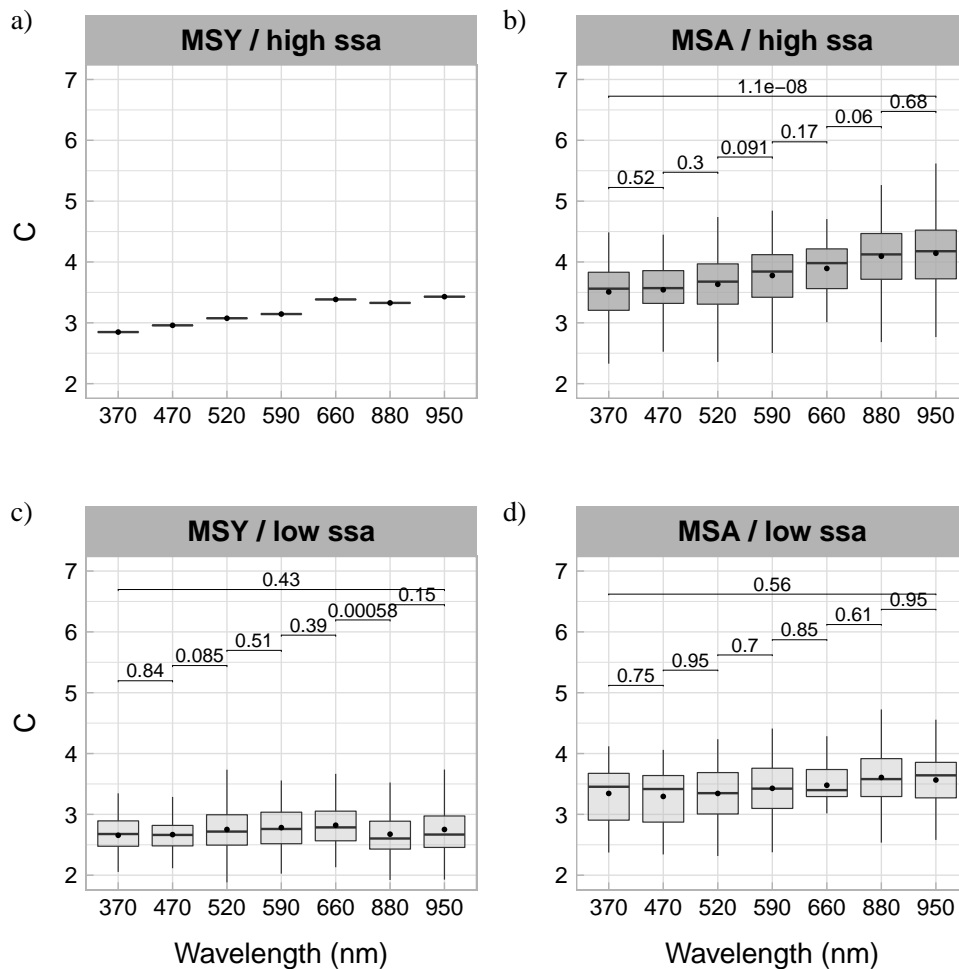 a)
MSY / high ssa
7
6
5
4
3
2
C
370 470 520 590 660 880 950
b)
MSA / high ssa
7
6
5
4
3
2
1.1e−08
0.68
0.06
0.17
0.091
0.3
0.52
370 470 520 590 660 880 950
c)
MSY / low ssa
7
6
5
4
3
2
C
0.43
0.15
0.00058
0.39
0.51
0.085
0.84
370 470 520 590 660 880 950
Wavelength (nm)
d)
MSA / low ssa
7
6
5
4
3
2
0.56
0.95
0.61
0.85
0.7
0.95
0.75
370 470 520 590 660 880 950
Wavelength (nm)